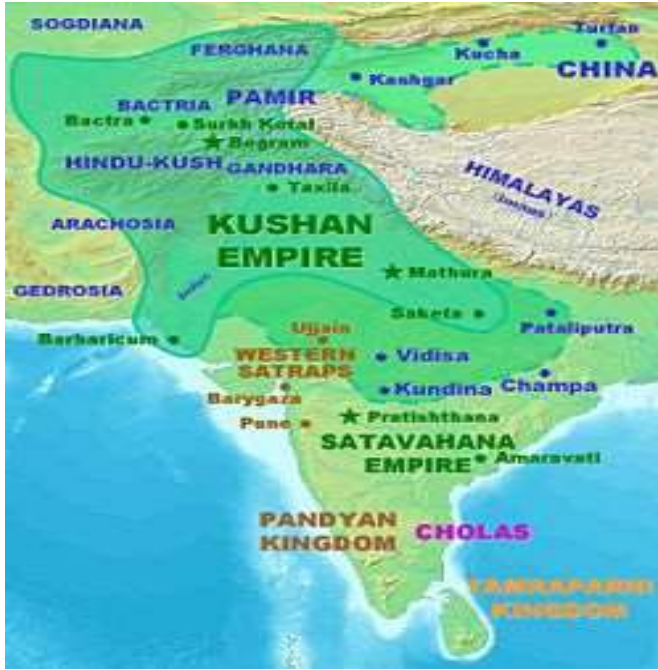 SOGDIANA
Turfan
Kucha
FERGHANA
CHINA
Kashgar
PAMIR
BACTRIA
Bactra
Surkh Kotal
Begram
HINDU-KUSH
GANDHARA
Taxila
HIMALAYAS
ARACHOSIA
KUSHAN
EMPIRE
Mathura
GEDROSIA
Saketa
Pataliputra
Barbaricum
Ujjain
WESTERN
SATRAPS
Vidisa
Kundina
Champa
Barygaza
Pratishthana
Pune
SATAVAHANA
EMPIRE
Amaravati
PANDYAN
KINGDOM
CHOLAS
KINGDOM